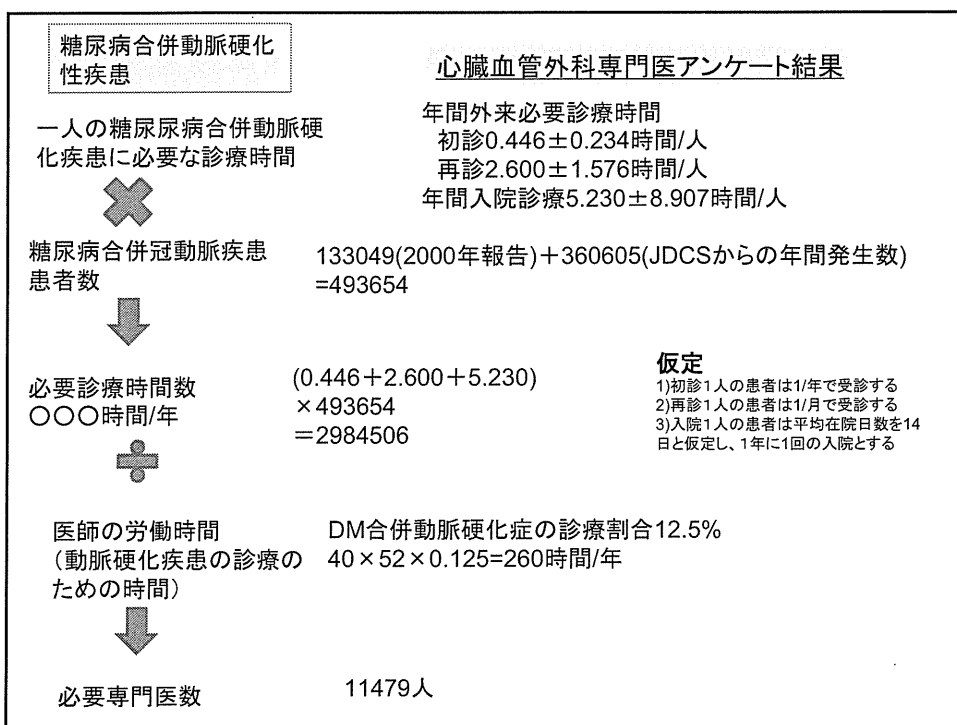 糖尿病合併動脈硬化
性疾患
心臓血管外科専門医アンケート結果
一人の糖尿尿病合併動脈硬
化疾患に必要な診療時間
年間外来必要診療時間
初診0.446±0.234時間/人
再診2.600±1.576時間/人
年間入院診療5.230±8.907時間/人
糖尿病合併冠動脈疾患
患者数
133049(2000年報告)+360605(JDCSからの年間発生数)
=493654
必要診療時間数
〇〇〇時間/年
(0.446+2.600+5.230)
×493654
=2984506
仮定
1)初診1人の患者は1/年で受診する
2)再診1人の患者は1/月で受診する
3)入院1人の患者は平均在院日数を14
日と仮定し、1年に1回の入院とする
医師の労働時間
(動脈硬化疾患の診療の
ための時間)
DM合併動脈硬化症の診療割合12.5%
40×52×0.125=260時間/年
必要専門医数
11479人